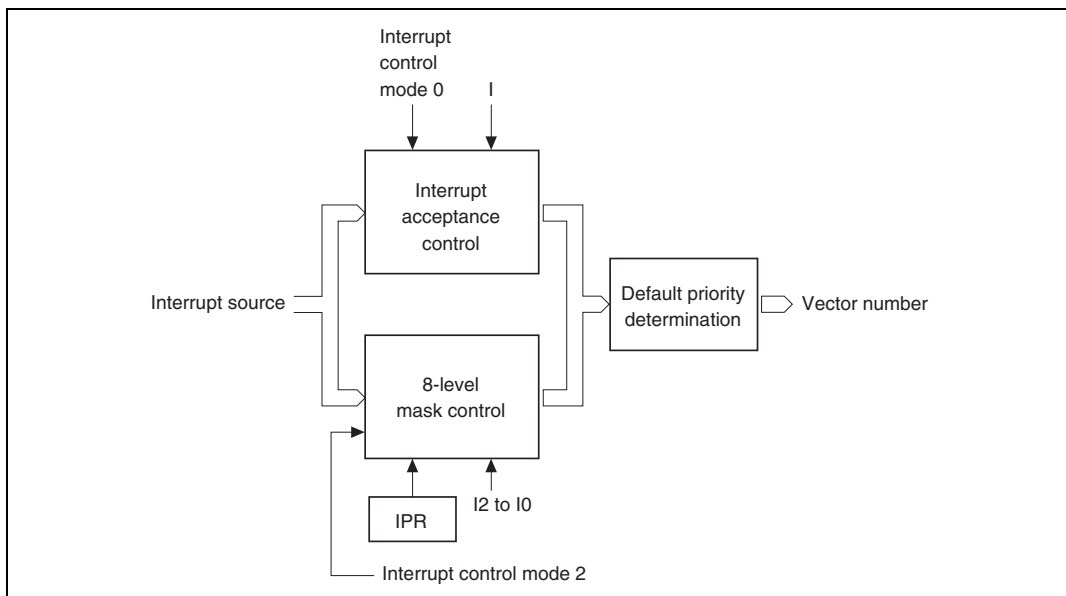 Interrupt
control
mode 0
I
Interrupt
acceptance
control
Interrupt source
Default priority
determination
Vector number
8-level
mask control
IPR
I2 to I0
Interrupt control mode 2